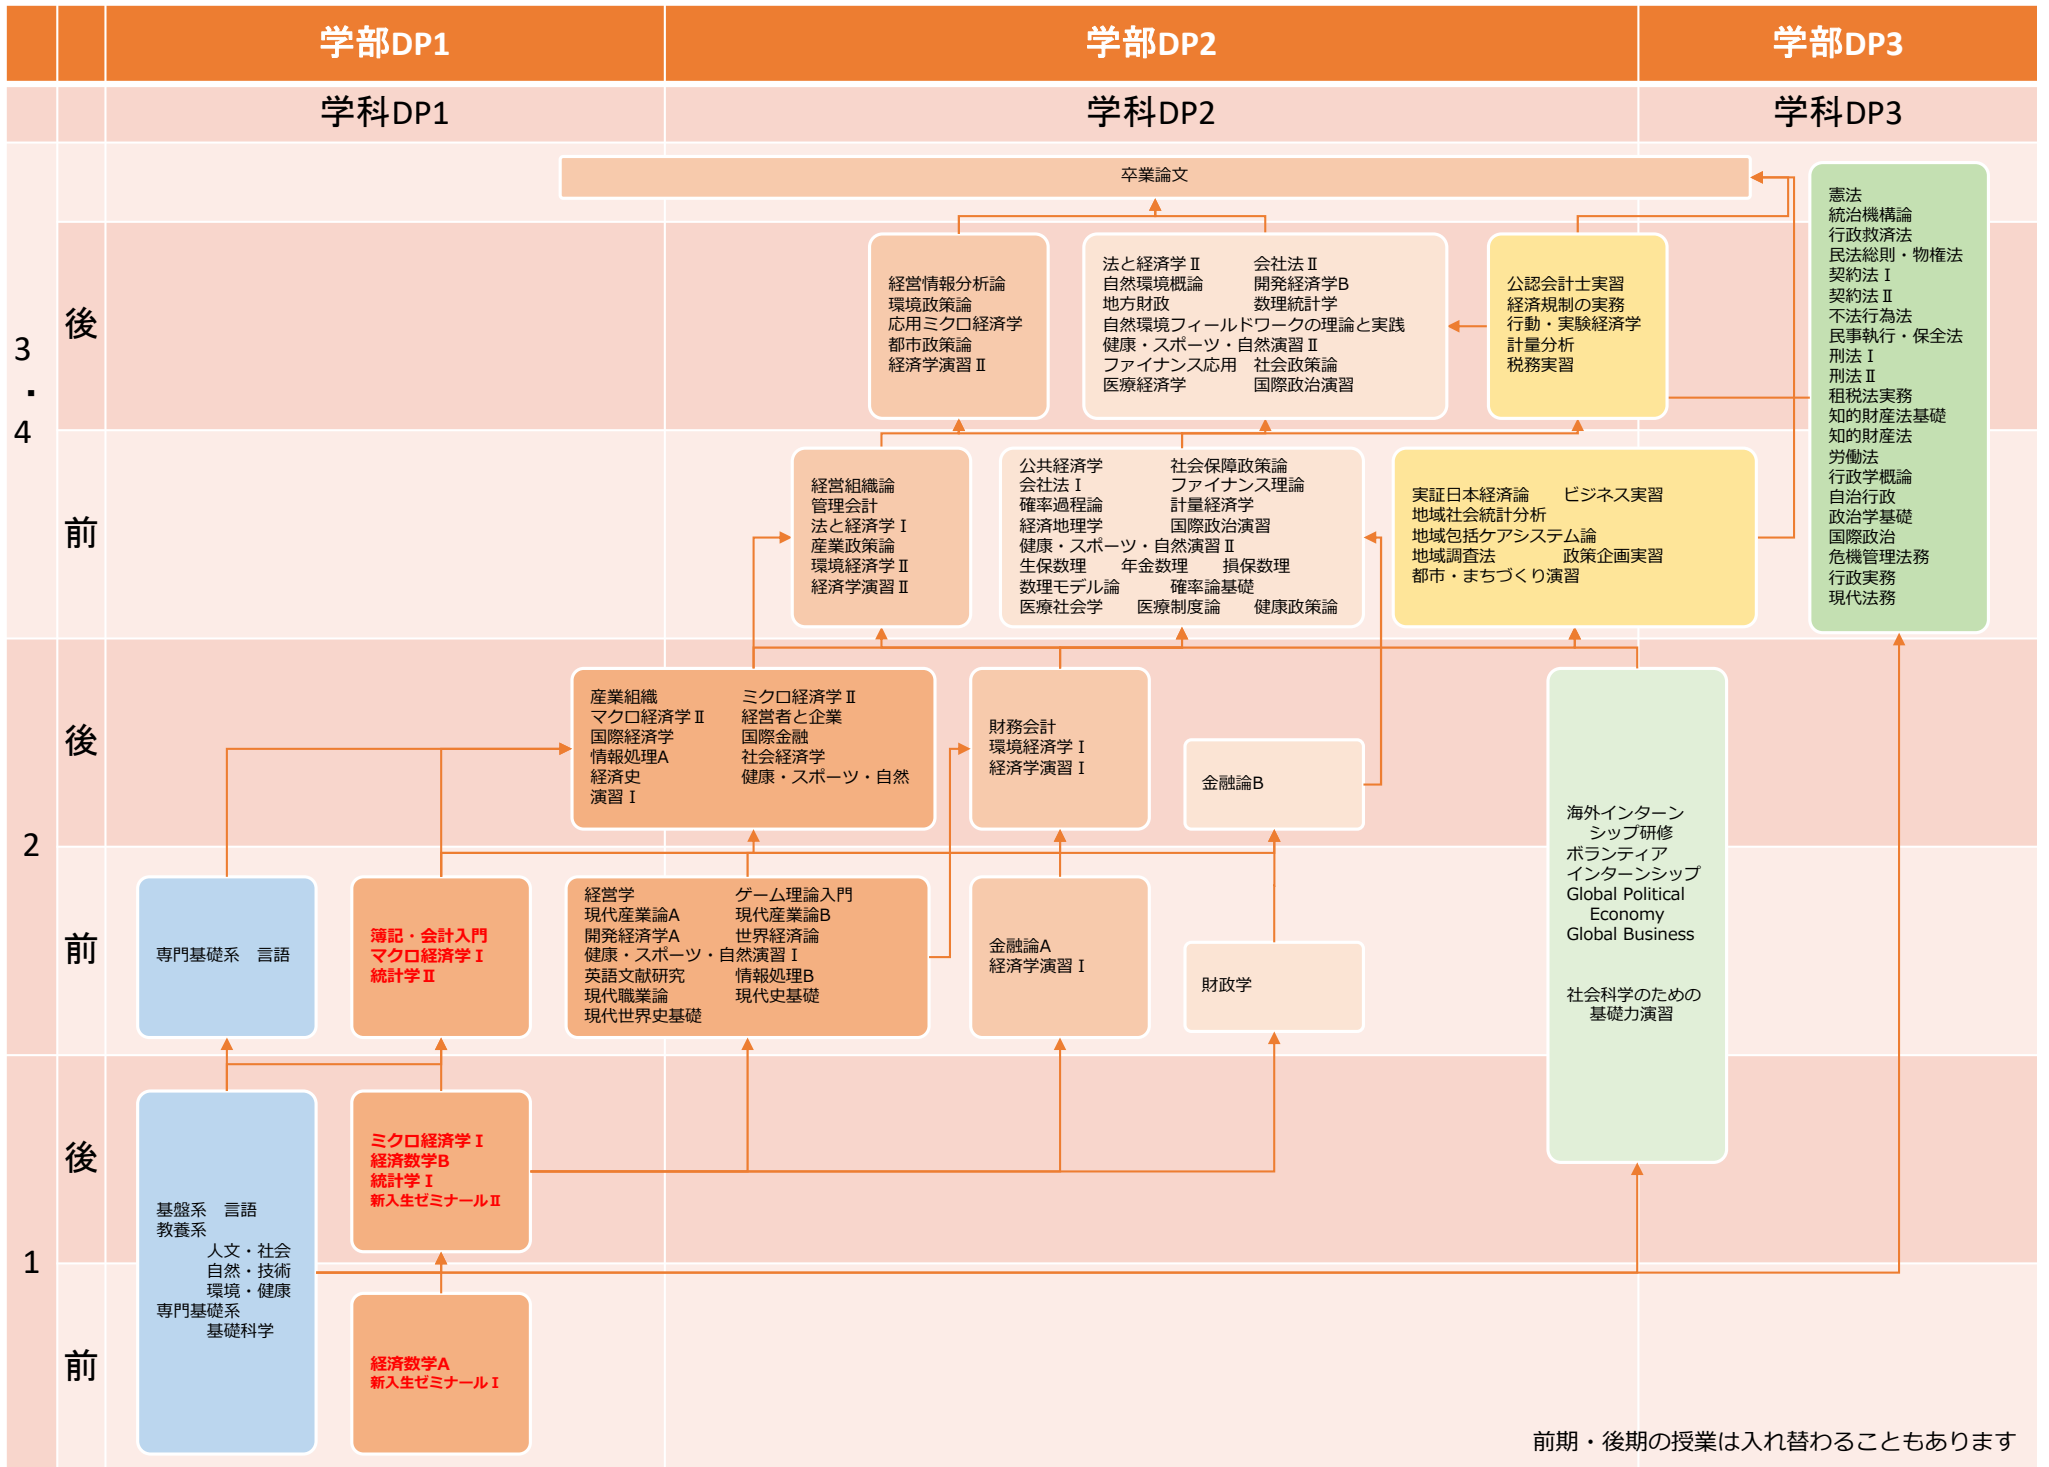 学部DP1
学部DP2
学部DP3
学科DP1
学科DP2
学科DP3
3・4
後
前
2
後
前
1
後
前
卒業論文
憲法
統治機構論
行政救済法
民法総則・物権法
契約法Ⅰ
契約法Ⅱ
不法行為法
民事執行・保全法
刑法Ⅰ
刑法Ⅱ
租税法実務
知的財産法基礎
知的財産法
労働法
行政学概論
自治行政
政治学基礎
国際政治
危機管理法務
行政実務
現代法務
経営情報分析論
環境政策論
応用ミクロ経済学
都市政策論
経済学演習Ⅱ
法と経済学Ⅱ 会社法Ⅱ
自然環境概論 開発経済学B
地方財政 数理統計学
自然環境フィールドワークの理論と実践
健康・スポーツ・自然演習Ⅱ
ファイナンス応用 社会政策論
医療経済学 国際政治演習
公認会計士実習
経済規制の実務
行動・実験経済学
計量分析
税務実習
経営組織論
管理会計
法と経済学Ⅰ
産業政策論
環境経済学Ⅱ
経済学演習Ⅱ
公共経済学 社会保障政策論
会社法Ⅰ ファイナンス理論
確率過程論 計量経済学
経済地理学 国際政治演習
健康・スポーツ・自然演習Ⅱ
生保数理 年金数理 損保数理
数理モデル論 確率論基礎
医療社会学 医療制度論 健康政策論
実証日本経済論 ビジネス実習
地域社会統計分析
地域包括ケアシステム論
地域調査法 政策企画実習
都市・まちづくり演習
産業組織 ミクロ経済学Ⅱ
マクロ経済学Ⅱ 経営者と企業
国際経済学 国際金融
情報処理A 社会経済学
経済史 健康・スポーツ・自然
演習Ⅰ
財務会計
環境経済学Ⅰ
経済学演習Ⅰ
金融論B
海外インターン
シップ研修
ボランティア
インターンシップ
Global Political
Economy
Global Business
社会科学のための
基礎力演習
専門基礎系 言語
簿記・会計入門
マクロ経済学Ⅰ
統計学Ⅱ
経営学 ゲーム理論入門
現代産業論A 現代産業論B
開発経済学A 世界経済論
健康・スポーツ・自然演習Ⅰ
英語文献研究 情報処理B
現代職業論 現代史基礎
現代世界史基礎
金融論A
経済学演習Ⅰ
財政学
基盤系 言語
教養系
人文・社会
自然・技術
環境・健康
専門基礎系
基礎科学
ミクロ経済学Ⅰ
経済数学B
統計学Ⅰ
新入生ゼミナールⅡ
経済数学A
新入生ゼミナールⅠ
前期・後期の授業は入れ替わることもあります